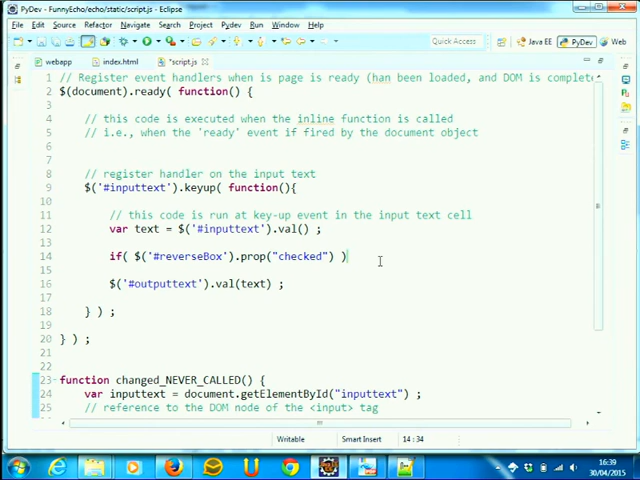 PyDev - FunnyEcho/echo/static/script.js - Eclipse
File Edit Source Refactor Navigate Search Project Pydev Run Window Help
Quick Access Java EE PyDev Web
webapp index.html *script.js
1 // Register event handlers when is page is ready (han been loaded, and DOM is complete
2 $(document).ready( function() {
3
4 // this code is executed when the inline function is called
5 // i.e., when the 'ready' event if fired by the document object
6
7
8 // register handler on the input text
9 $('#inputtext').keyup( function(){
10
11 // this code is run at key-up event in the input text cell
12 var text = $('#inputtext').val() ;
13
14 if( $('#reverseBox').prop("checked") )
15
16 $('#outputtext').val(text) ;
17
18 } ) ;
19
20 } ) ;
21
22
23 function changed_NEVER_CALLED() {
24 var inputtext = document.getElementById("inputtext") ;
25 // reference to the DOM node of the <input> tag
Writable Smart Insert 14 : 34
16:39
30/04/2015